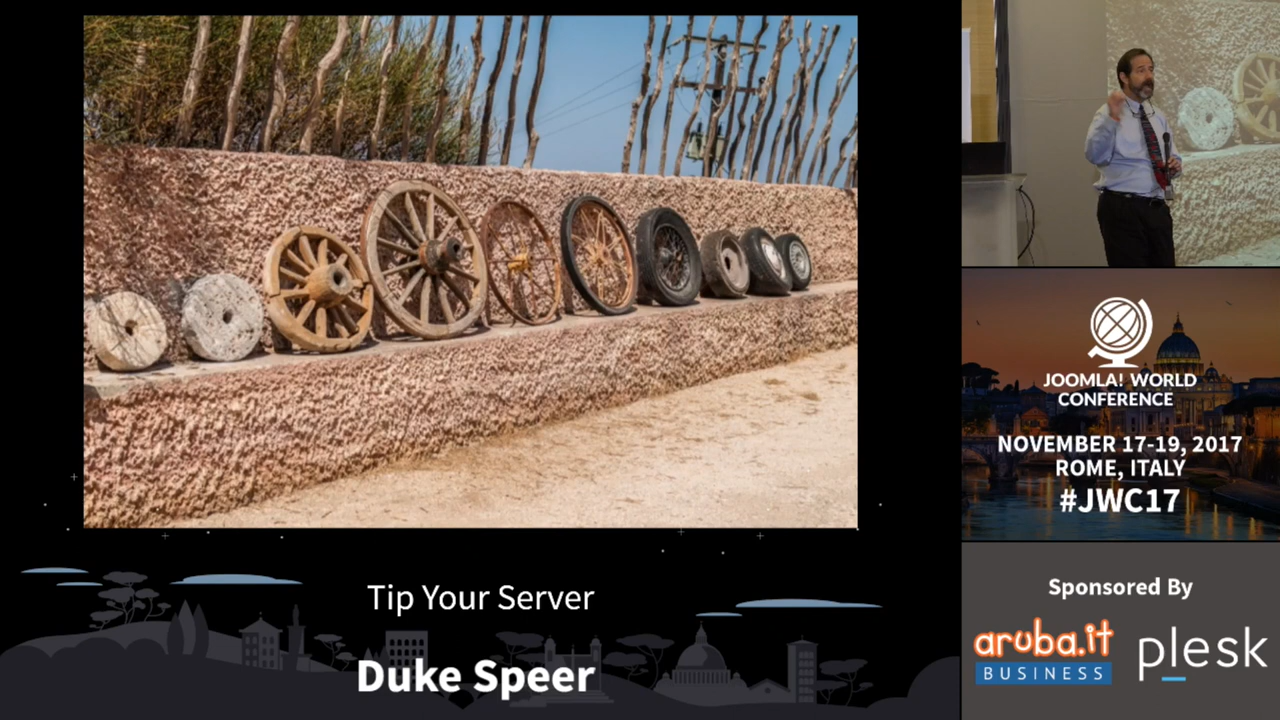 Tip Your Server
Duke Speer
JOOMLA! WORLD
CONFERENCE
NOVEMBER 17-19, 2017
ROME, ITALY
#JWC17
Sponsored By
aruba.it
BUSINESS
plesk